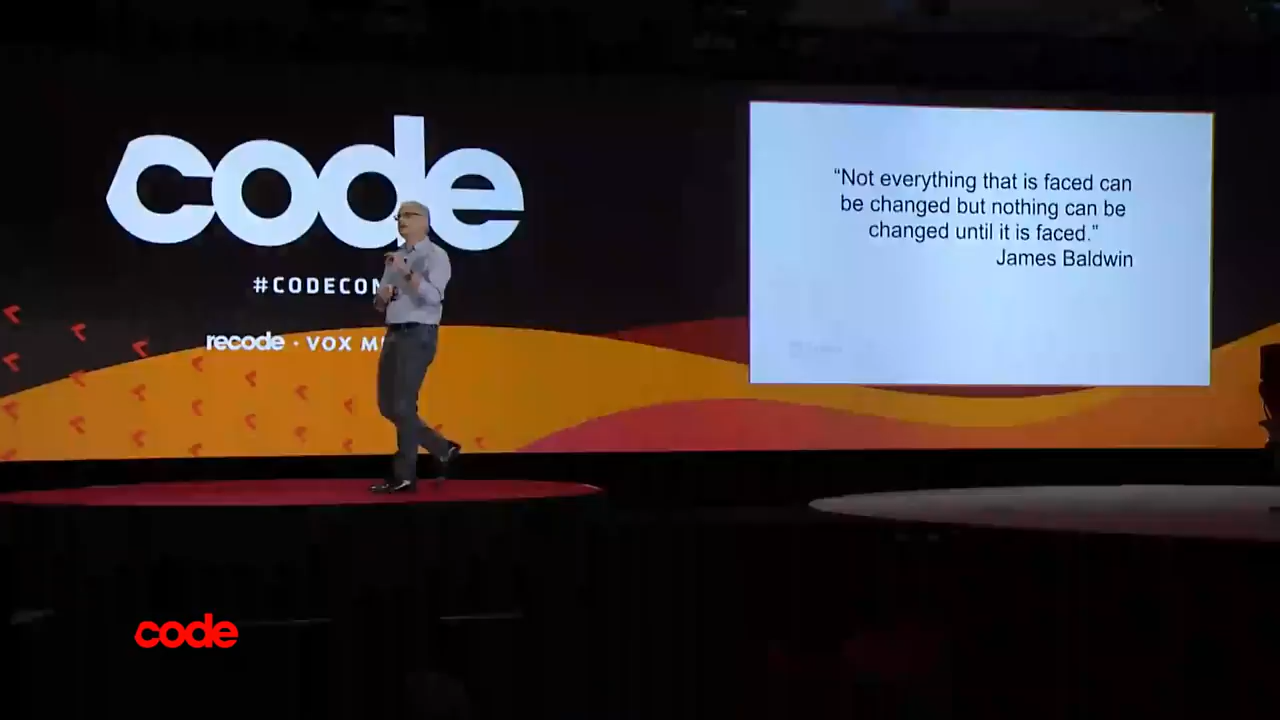 code
#CODECON
recode · VOX M
“Not everything that is faced can
be changed but nothing can be
changed until it is faced.”
James Baldwin
code